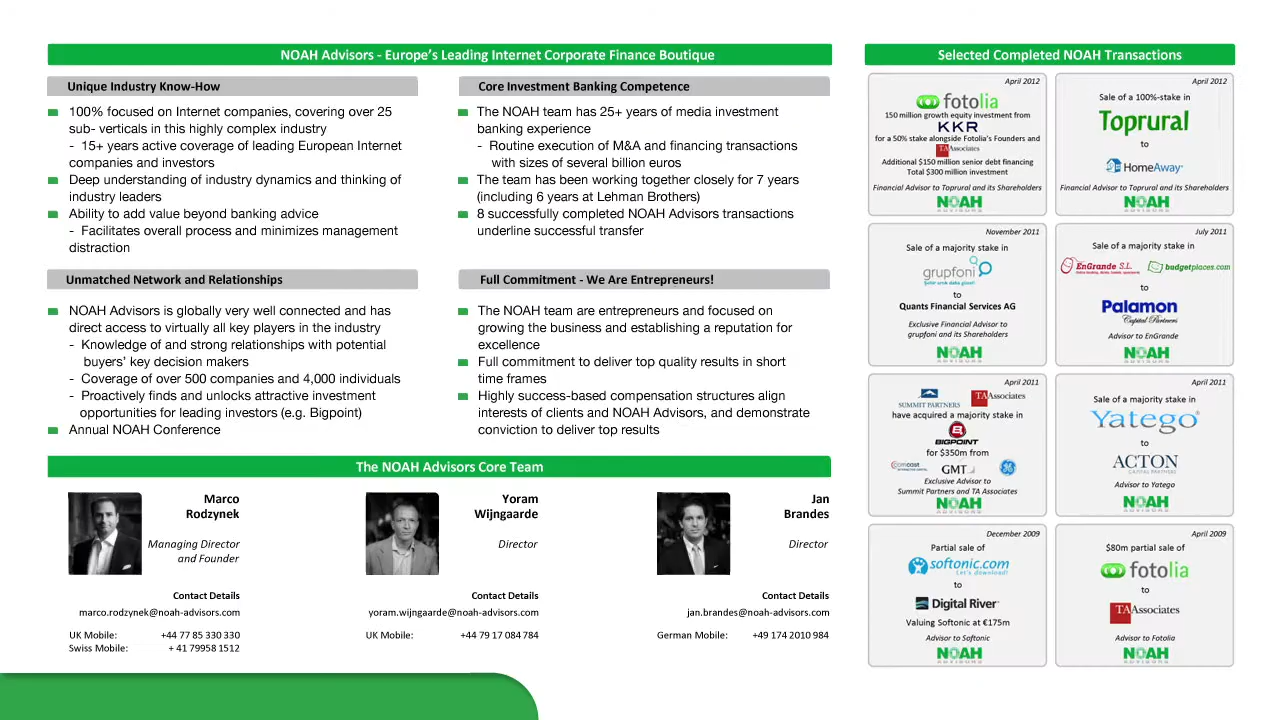 NOAH Advisors - Europe's Leading Internet Corporate Finance Boutique
Unique Industry Know-How
100% focused on Internet companies, covering over 25
sub- verticals in this highly complex industry
- 15+ years active coverage of leading European Internet
companies and investors
Deep understanding of industry dynamics and thinking of
industry leaders
Ability to add value beyond banking advice
- Facilitates overall process and minimizes management
distraction
Core Investment Banking Competence
The NOAH team has 25+ years of media investment
banking experience
- Routine execution of M&A and financing transactions
with sizes of several billion euros
The team has been working together closely for 7 years
(including 6 years at Lehman Brothers)
8 successfully completed NOAH Advisors transactions
underline successful transfer
Unmatched Network and Relationships
NOAH Advisors is globally very well connected and has
direct access to virtually all key players in the industry
- Knowledge of and strong relationships with potential
buyers' key decision makers
- Coverage of over 500 companies and 4,000 individuals
- Proactively finds and unlocks attractive investment
opportunities for leading investors (e.g. Bigpoint)
Annual NOAH Conference
Full Commitment - We Are Entrepreneurs!
The NOAH team are entrepreneurs and focused on
growing the business and establishing a reputation for
excellence
Full commitment to deliver top quality results in short
time frames
Highly success-based compensation structures align
interests of clients and NOAH Advisors, and demonstrate
conviction to deliver top results
The NOAH Advisors Core Team
Marco
Rodzynek
Managing Director
and Founder
Contact Details
marco.rodzynek@noah-advisors.com
UK Mobile: +44 77 85 330 330
Swiss Mobile: + 41 79958 1512
Yoram
Wijngaarde
Director
Contact Details
yoram.wijngaarde@noah-advisors.com
UK Mobile: +44 79 17 084 784
Jan
Brandes
Director
Contact Details
jan.brandes@noah-advisors.com
German Mobile: +49 174 2010 984
Selected Completed NOAH Transactions
April 2012
fotolia
150 million growth equity investment from
KKR
for a 50% stake alongside Fotolia's Founders and
TA Associates
Additional $150 million senior debt financing
Total $300 million investment
Financial Advisor to Toprural and its Shareholders
NOAH
ADVISORS
April 2012
Sale of a 100%-stake in
Toprural
to
HomeAway
Financial Advisor to Toprural and its Shareholders
NOAH
ADVISORS
November 2011
Sale of a majority stake in
grupfoni
to
Quants Financial Services AG
Exclusive Financial Advisor to
grupfoni and its Shareholders
NOAH
ADVISORS
July 2011
Sale of a majority stake in
EnGrande S.L.
budgetplaces.com
to
Palamon
Capital Partners
Advisor to EnGrande
NOAH
ADVISORS
April 2011
SUMMIT PARTNERS
TA Associates
have acquired a majority stake in
BIGPOINT
for $350m from
comcast
GMT
Exclusive Advisor to
Summit Partners and TA Associates
NOAH
ADVISORS
April 2011
Sale of a majority stake in
Yatego®
to
ACTON
CAPITAL PARTNERS
Advisor to Yatego
NOAH
ADVISORS
December 2009
Partial sale of
softonic.com
Let's download!
to
Digital River
Valuing Softonic at €175m
Advisor to Softonic
NOAH
ADVISORS
April 2009
$80m partial sale of
fotolia
to
TA Associates
Advisor to Fotolia
NOAH
ADVISORS